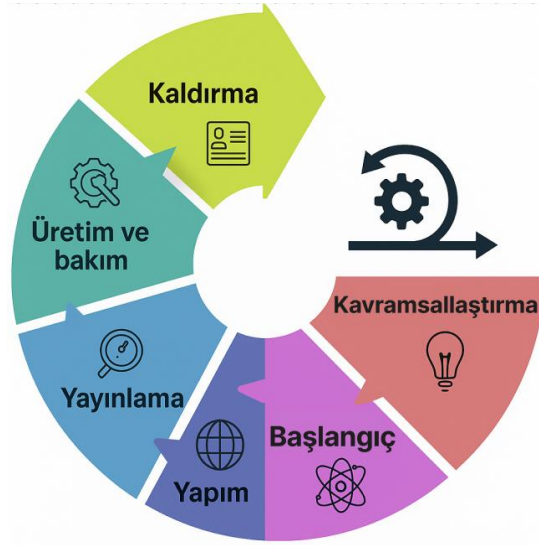 Kaldırma
Üretim ve
bakım
Kavramsallaştırma
Yayınlama
Başlangıç
Yapım